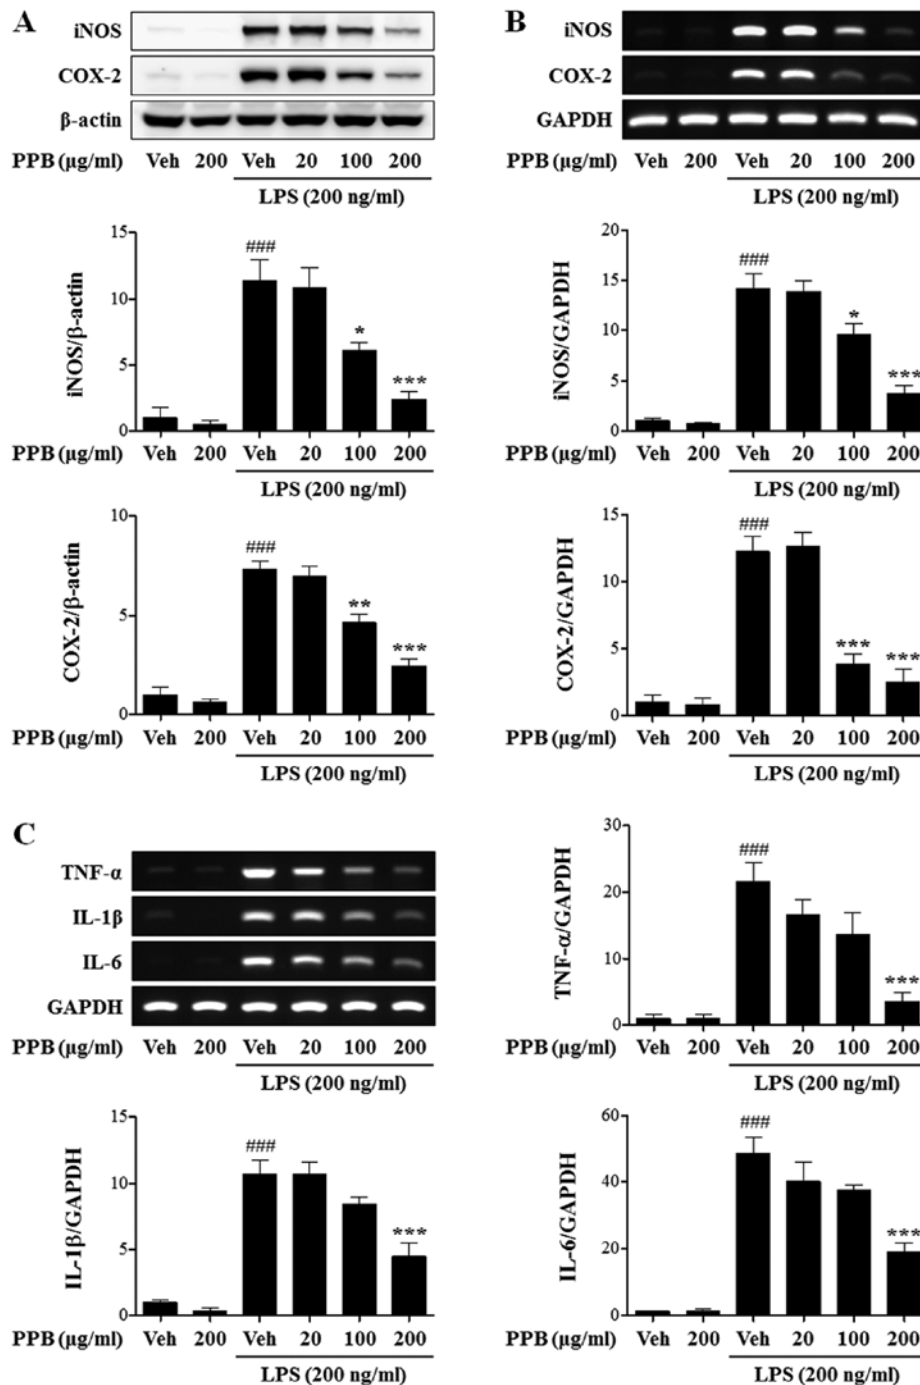 A
iNOS
COX-2
β-actin
PPB (µg/ml) Veh 200 Veh 20 100 200
LPS (200 ng/ml)
15
10
5
0
iNOS/β-actin
###
*
***
PPB (µg/ml) Veh 200 Veh 20 100 200
LPS (200 ng/ml)
10
5
0
COX-2/β-actin
###
**
***
PPB (µg/ml) Veh 200 Veh 20 100 200
LPS (200 ng/ml)
B
iNOS
COX-2
GAPDH
PPB (µg/ml) Veh 200 Veh 20 100 200
LPS (200 ng/ml)
20
15
10
5
0
iNOS/GAPDH
###
*
***
PPB (µg/ml) Veh 200 Veh 20 100 200
LPS (200 ng/ml)
15
10
5
0
COX-2/GAPDH
###
***
***
PPB (µg/ml) Veh 200 Veh 20 100 200
LPS (200 ng/ml)
C
TNF-α
IL-1β
IL-6
GAPDH
PPB (µg/ml) Veh 200 Veh 20 100 200
LPS (200 ng/ml)
30
20
10
0
TNF-α/GAPDH
###
***
PPB (µg/ml) Veh 200 Veh 20 100 200
LPS (200 ng/ml)
15
10
5
0
IL-1β/GAPDH
###
***
PPB (µg/ml) Veh 200 Veh 20 100 200
LPS (200 ng/ml)
60
40
20
0
IL-6/GAPDH
###
***
PPB (µg/ml) Veh 200 Veh 20 100 200
LPS (200 ng/ml)